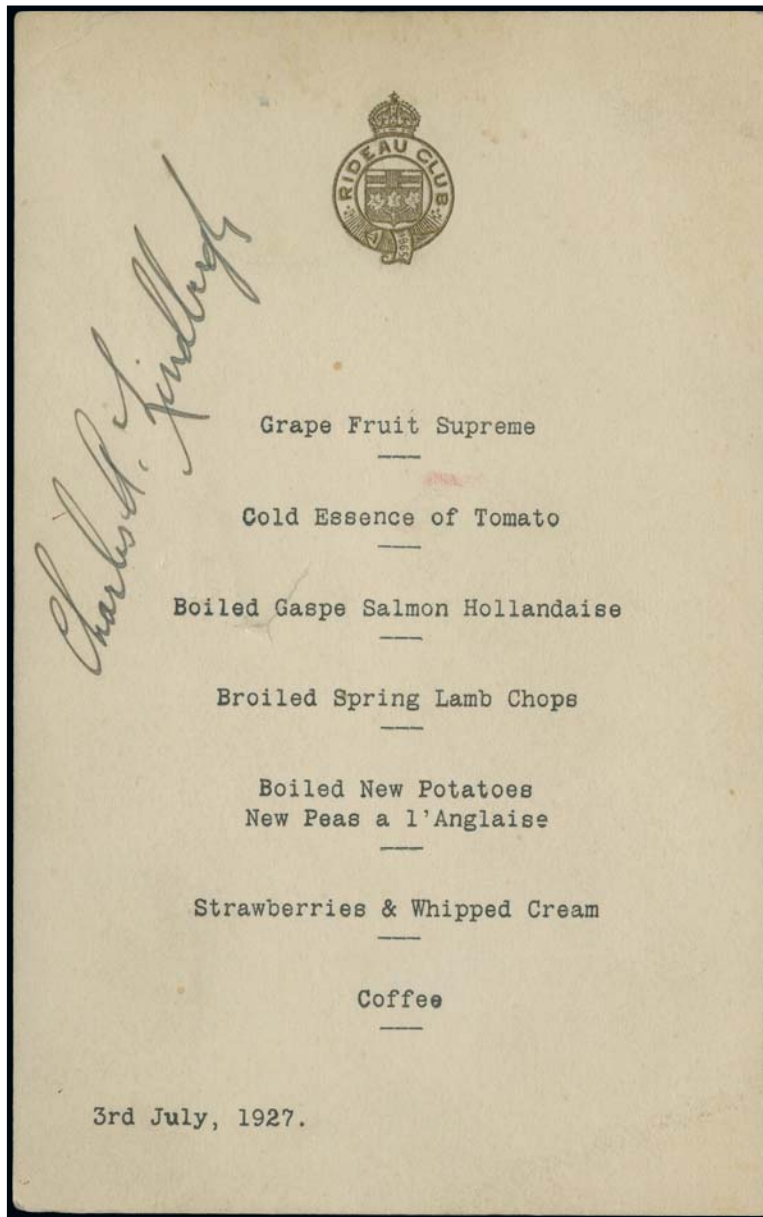 RIDEAU CLUB
1865
Charles A. Lindbergh
Grape Fruit Supreme
Cold Essence of Tomato
Boiled Gaspe Salmon Hollandaise
Broiled Spring Lamb Chops
Boiled New Potatoes
New Peas a l'Anglaise
Strawberries & Whipped Cream
Coffee
3rd July, 1927.